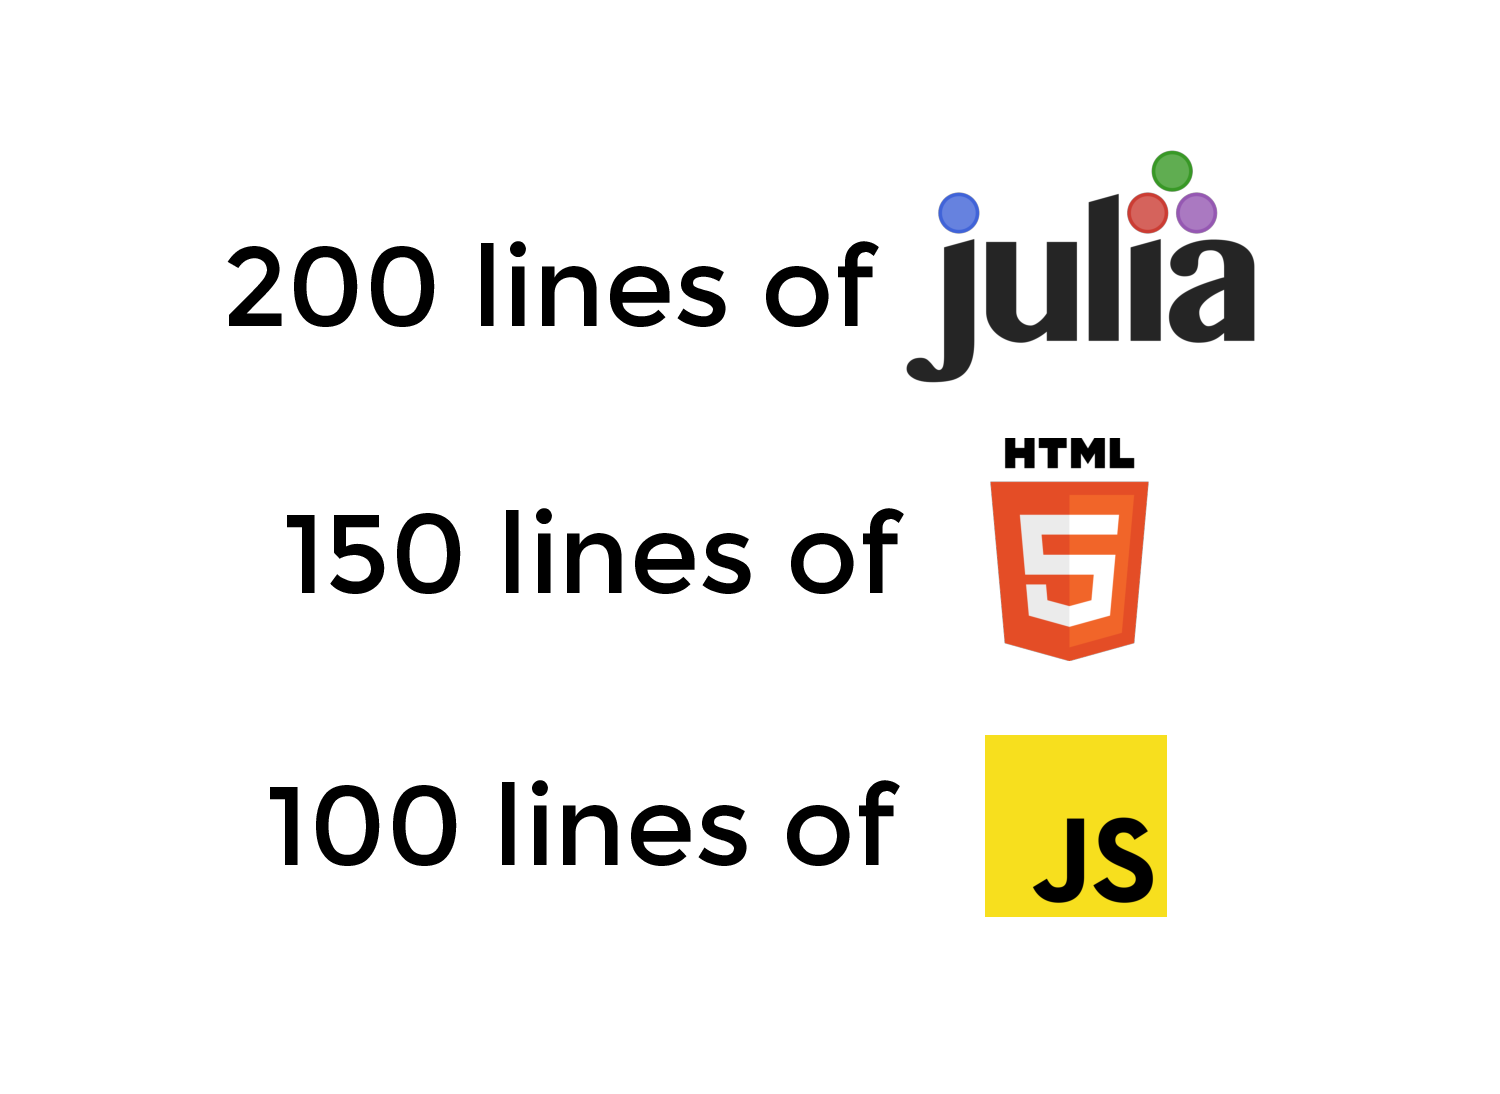 200 lines of julia
HTML
150 lines of 5
100 lines of JS